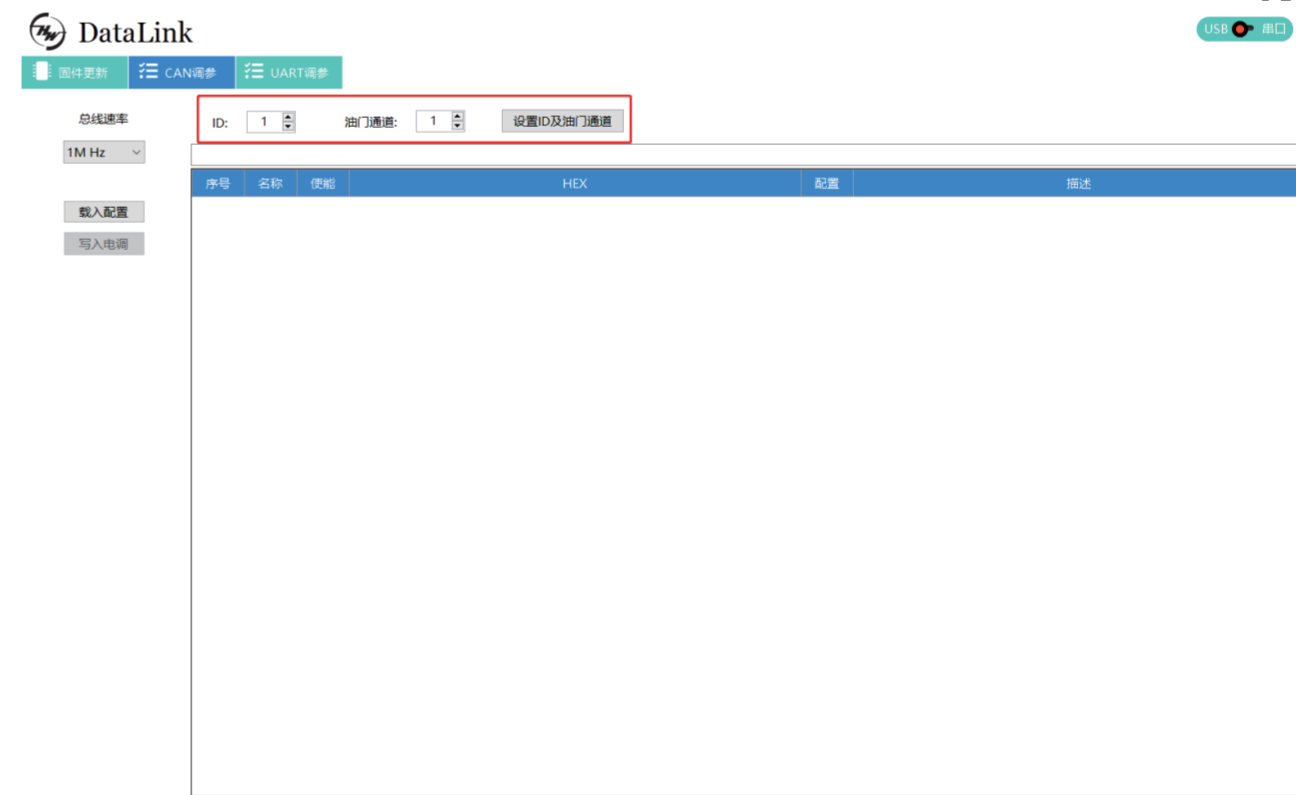 HW DataLink
USB 串口
固件更新 CAN调参 UART调参
总线速率
ID: 1 油门通道: 1 设置ID及油门通道
1M Hz
序号 名称 使能 HEX 配置 描述
载入配置
写入电调